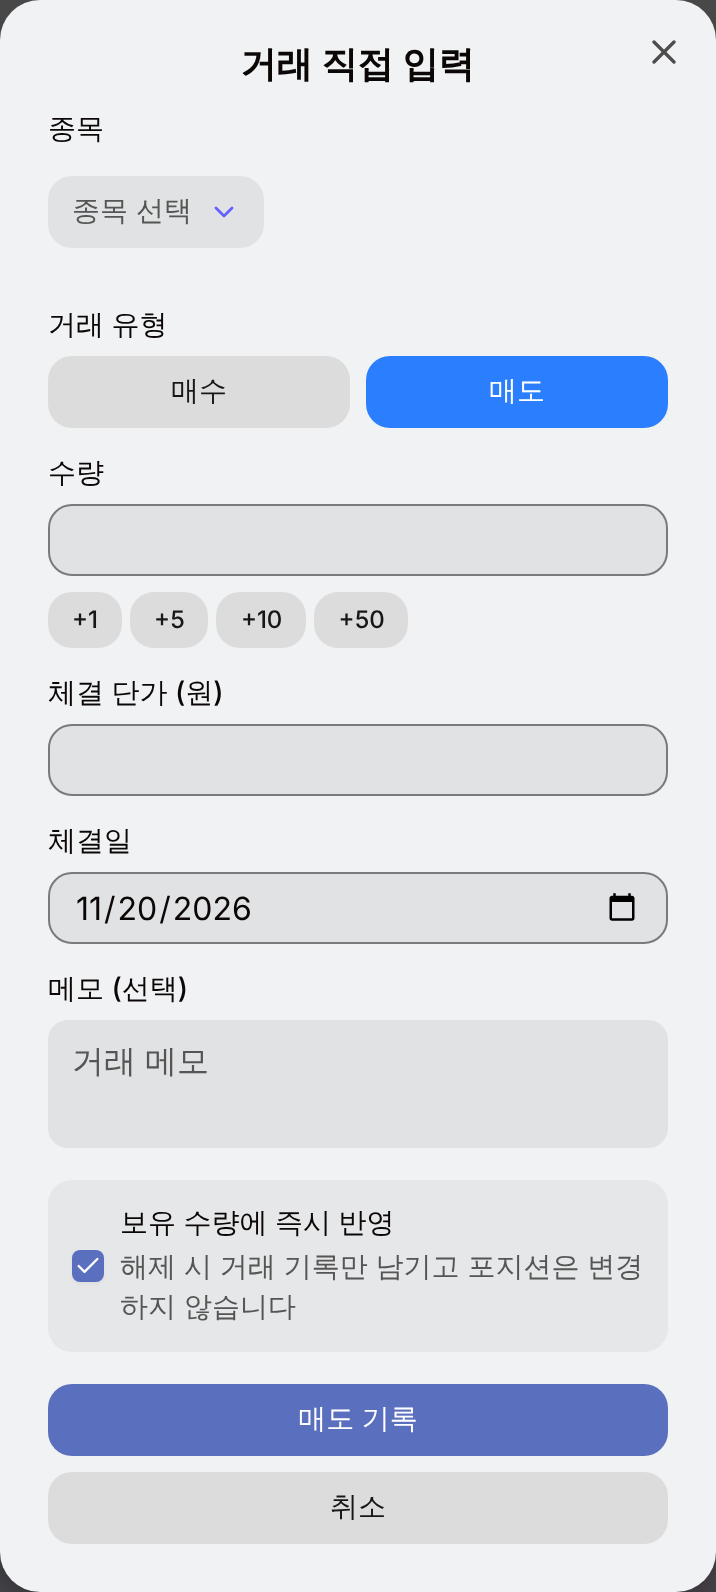 거래 직접 입력
종목
종목 선택
거래 유형
매수
매도
수량
+1
+5
+10
+50
체결 단가 (원)
체결일
11/20/2026
메모 (선택)
거래 메모
보유 수량에 즉시 반영
해제 시 거래 기록만 남기고 포지션은 변경
하지 않습니다
매도 기록
취소